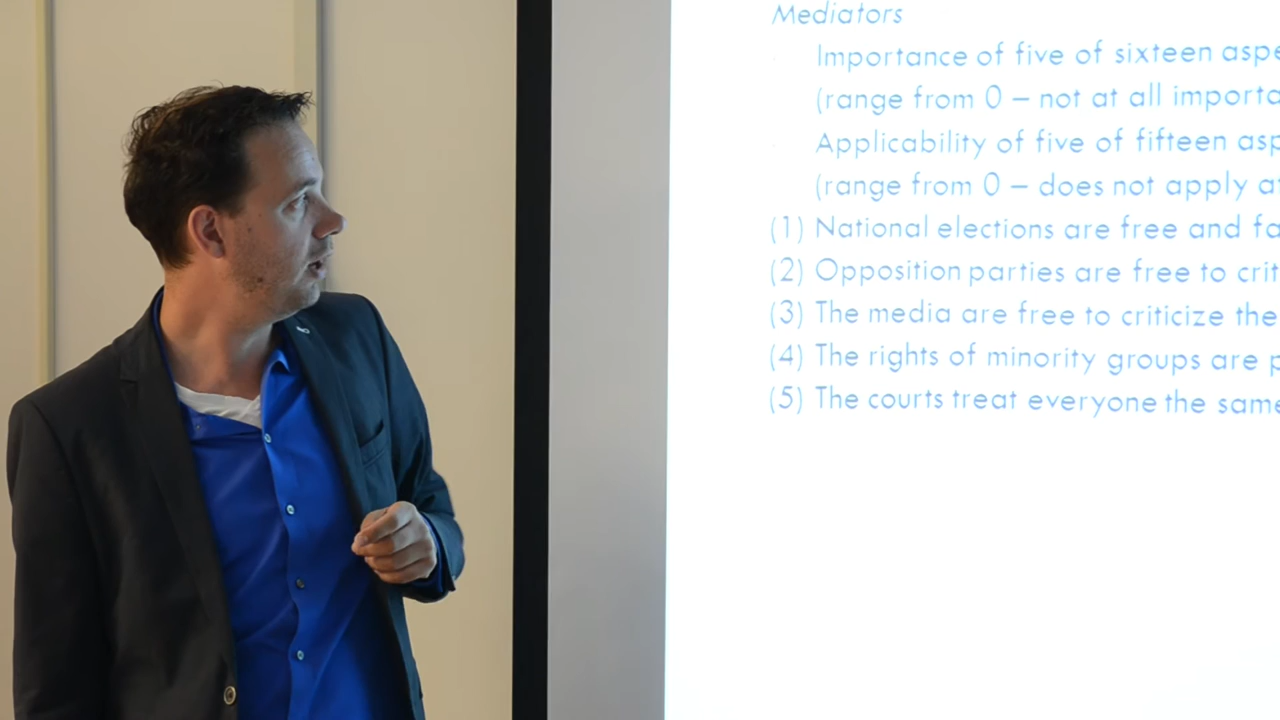 Mediators
Importance of five of sixteen aspe
(range from 0 – not at all importa
Applicability of five of fifteen asp
(range from 0 – does not apply at
(1) National elections are free and fa
(2) Opposition parties are free to crit
(3) The media are free to criticize the
(4) The rights of minority groups are p
(5) The courts treat everyone the same